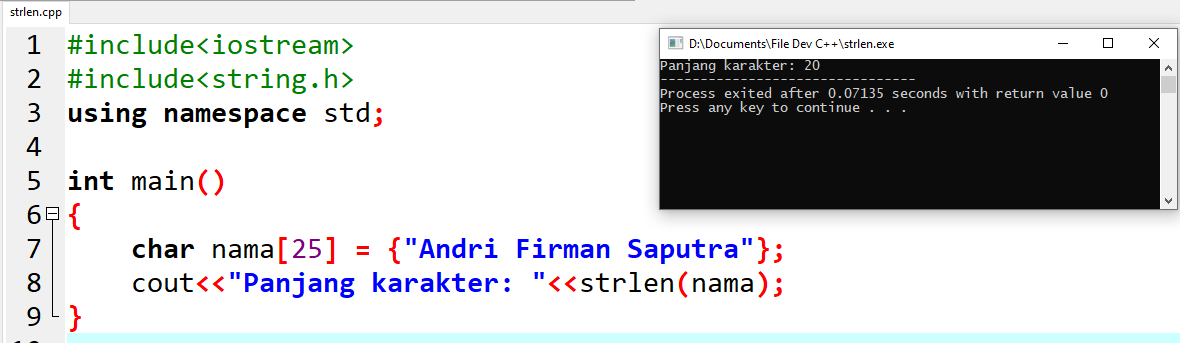 strlen.cpp
1 #include<iostream>
2 #include<string.h>
3 using namespace std;
4
5 int main()
6 {
7 char nama[25] = {"Andri Firman Saputra"};
8 cout<<"Panjang karakter: "<<strlen(nama);
9 }
D:\Documents\File Dev C++\strlen.exe
Panjang karakter: 20
--------------------------------
Process exited after 0.07135 seconds with return value 0
Press any key to continue . . .